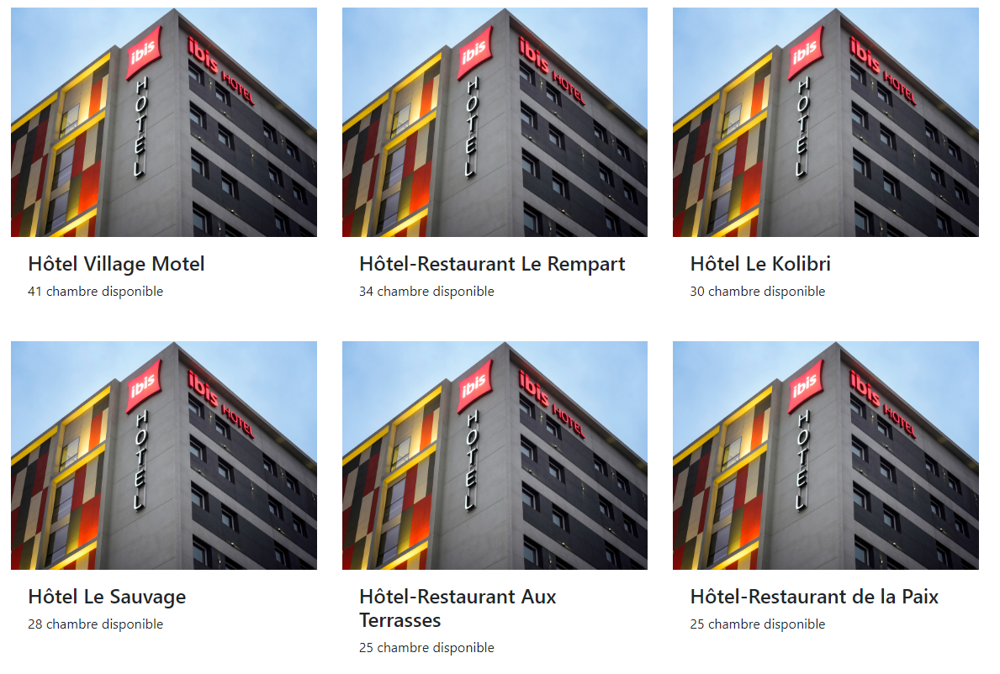 ibis
ibis HOTEL
HOTEL
ibis
ibis HOTEL
HOTEL
ibis
ibis HOTEL
HOTEL
Hôtel Village Motel
Hôtel-Restaurant Le Rempart
Hôtel Le Kolibri
41 chambre disponible
34 chambre disponible
30 chambre disponible
ibis
ibis HOTEL
HOTEL
ibis
ibis HOTEL
HOTEL
ibis
ibis HOTEL
HOTEL
Hôtel Le Sauvage
Hôtel-Restaurant Aux
Terrasses
Hôtel-Restaurant de la Paix
28 chambre disponible
25 chambre disponible
25 chambre disponible